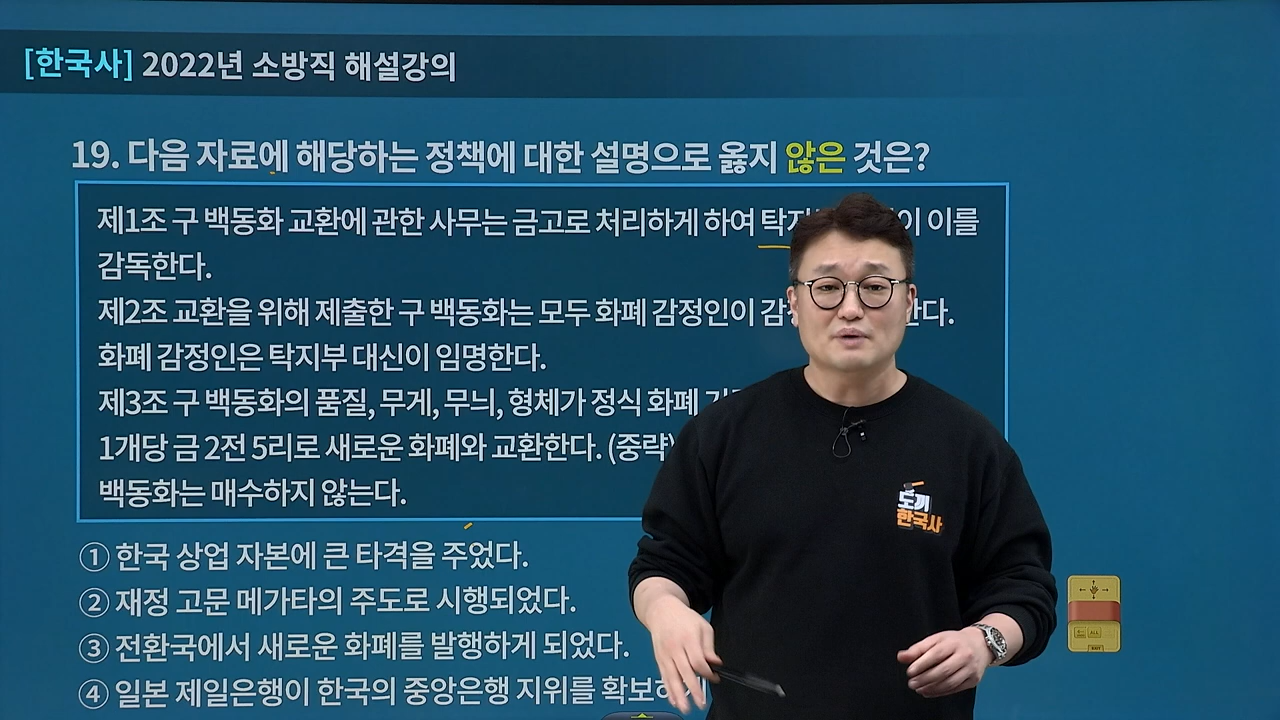 [한국사] 2022년 소방직 해설강의
19. 다음 자료에 해당하는 정책에 대한 설명으로 옳지 않은 것은?
제1조 구 백동화 교환에 관한 사무는 금고로 처리하게 하여 이를
감독한다.
제2조 교환을 위해 제출한 구 백동화는 모두 화폐 감정인이
화폐 감정인은 탁지부 대신이 임명한다.
제3조 구 백동화의 품질, 무게, 무늬, 형체가 정식 화폐
1개당 금 2전 5리로 새로운 화폐와 교환한다. (중략)
백동화는 매수하지 않는다.
① 한국 상업 자본에 큰 타격을 주었다.
② 재정 고문 메가타의 주도로 시행되었다.
③ 전환국에서 새로운 화폐를 발행하게 되었다.
④ 일본 제일은행이 한국의 중앙은행 지위를
도끼
한국사
ALL
EXIT